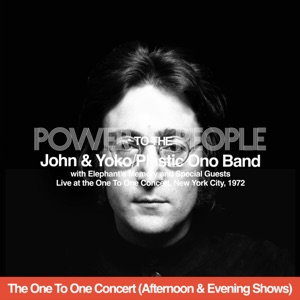 POWER TO THE PEOPLE
John & Yoko/Plastic Ono Band
with Elephant's Memory and Special Guests
Live at the One To One Concert, New York City, 1972
The One To One Concert (Afternoon & Evening Shows)